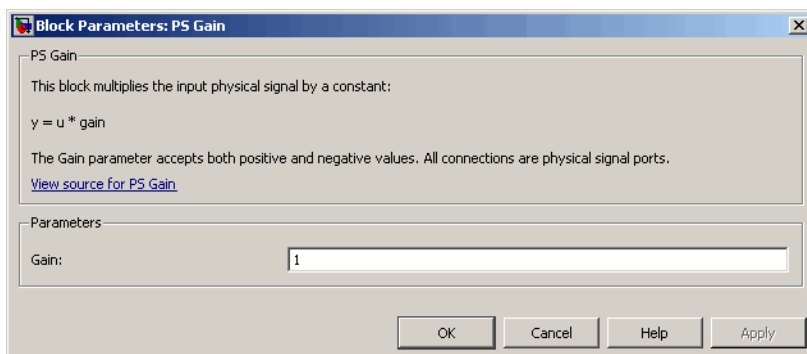 Block Parameters: PS Gain
PS Gain
This block multiplies the input physical signal by a constant:
y = u * gain
The Gain parameter accepts both positive and negative values. All connections are physical signal ports.
View source for PS Gain
Parameters
Gain: 1
OK Cancel Help Apply